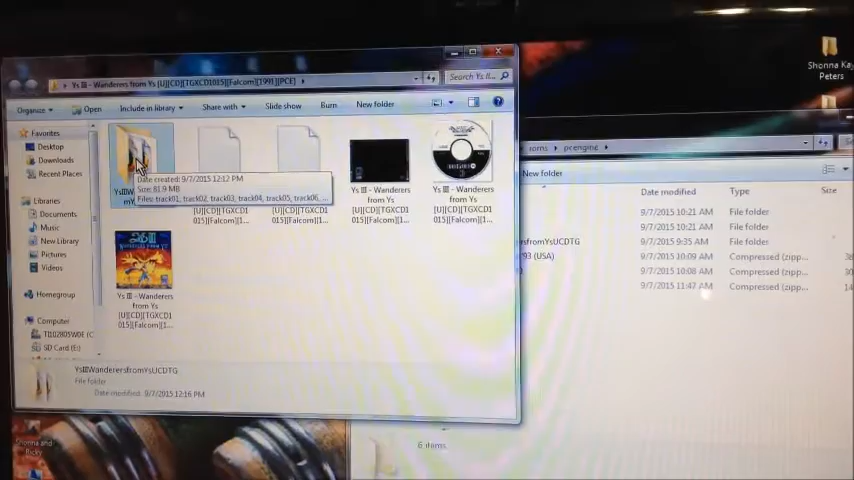 Shonna Kay
Peters
Ys III - Wanderers from Ys [U][CD][TGXCD1015][Falcom][1991][PCE]
Search Ys II...
Organize
Open
Include in library
Share with
Slide show
Burn
New folder
Favorites
Desktop
Downloads
Recent Places
Libraries
Documents
Music
New Library
Pictures
Videos
Homegroup
Computer
SD Card (E:)
Date created: 9/7/2015 12:12 PM
Size: 81.9 MB
Files: track01, track02, track03, track04, track05, track06, ...
[U][CD][TGXCD1
015][Falcom][1...
[U][CD][TGXCD1
015][Falcom][1...
Ys III - Wanderers
from Ys
[U][CD][TGXCD1
015][Falcom][1...
Ys III - Wanderers
from Ys
[U][CD][TGXCD1
015][Falcom][1...
Ys III - Wanderers
from Ys
[U][CD][TGXCD1
015][Falcom][1...
YsIIIWanderersfromYsUCDTG
File folder
Date modified: 9/7/2015 12:16 PM
roms
pcengine
New folder
Date modified
Type
Size
9/7/2015 10:21 AM
File folder
9/7/2015 10:21 AM
File folder
rsfromYsUCDTG
9/7/2015 9:35 AM
File folder
'93 (USA)
9/7/2015 10:09 AM
Compressed (zipp...
9/7/2015 10:08 AM
Compressed (zipp...
9/7/2015 11:47 AM
Compressed (zipp...
6 items
Shonna and
Ricky